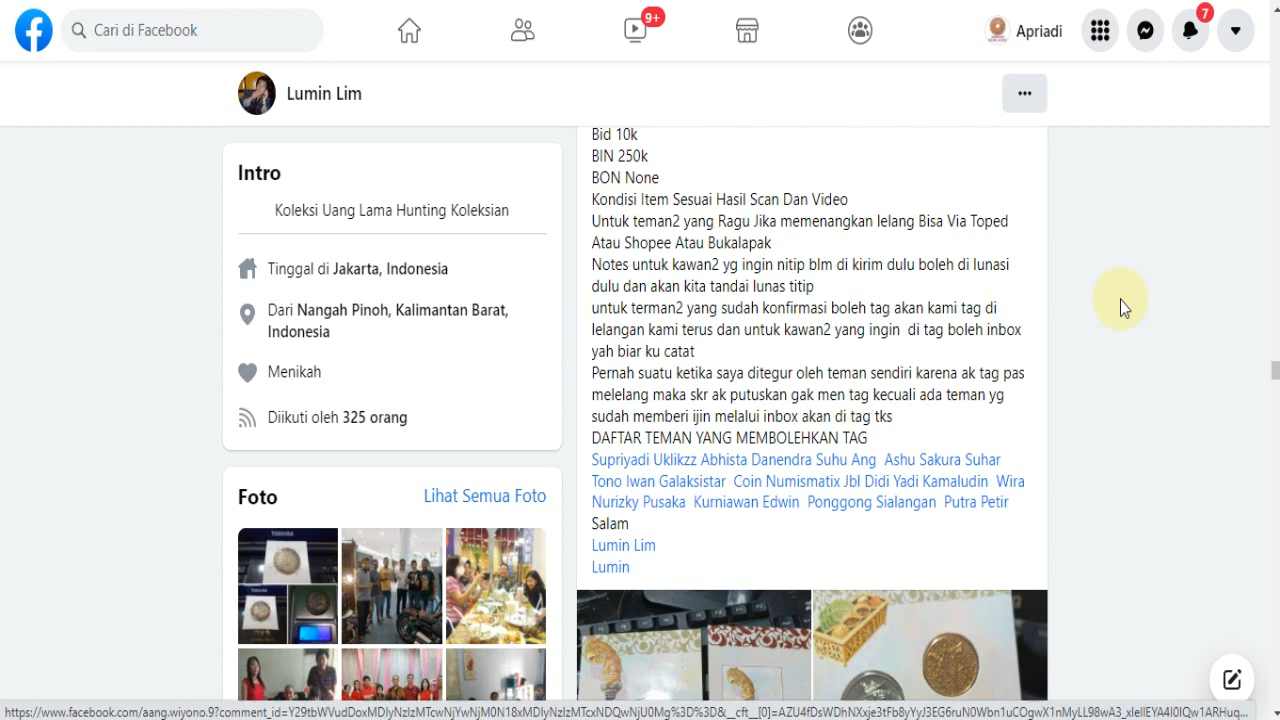 Cari di Facebook
9+
Apriadi
7
Lumin Lim
Intro
Koleksi Uang Lama Hunting Koleksian
Tinggal di Jakarta, Indonesia
Dari Nangah Pinoh, Kalimantan Barat,
Indonesia
Menikah
Diikuti oleh 325 orang
Foto
Lihat Semua Foto
Bid 10k
BIN 250k
BON None
Kondisi Item Sesuai Hasil Scan Dan Video
Untuk teman2 yang Ragu Jika memenangkan lelang Bisa Via Toped
Atau Shopee Atau Bukalapak
Notes untuk kawan2 yg ingin nitip blm di kirim dulu boleh di lunasi
dulu dan akan kita tandai lunas titip
untuk terman2 yang sudah konfirmasi boleh tag akan kami tag di
lelangan kami terus dan untuk kawan2 yang ingin di tag boleh inbox
yah biar ku catat
Pernah suatu ketika saya ditegur oleh teman sendiri karena ak tag pas
melelang maka skr ak putuskan gak men tag kecuali ada teman yg
sudah memberi ijin melalui inbox akan di tag tks
DAFTAR TEMAN YANG MEMBOLEHKAN TAG
Supriyadi Uklikzz Abhista Danendra Suhu Ang Ashu Sakura Suhar
Tono Iwan Galaksistar Coin Numismatix Jbl Didi Yadi Kamaludin Wira
Nurizky Pusaka Kurniawan Edwin Ponggong Sialangan Putra Petir
Salam
Lumin Lim
Lumin